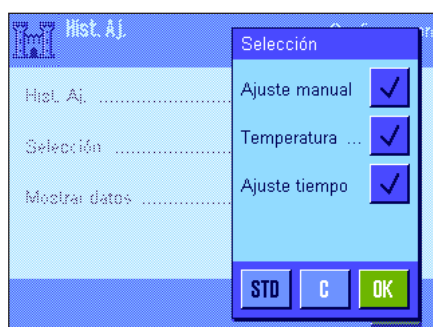 Hist. Aj.
Selección
Ajuste manual
Temperatura ...
Ajuste tiempo
Hist. Aj. ..................
Selección ................
Mostrar datos ............
STD C OK